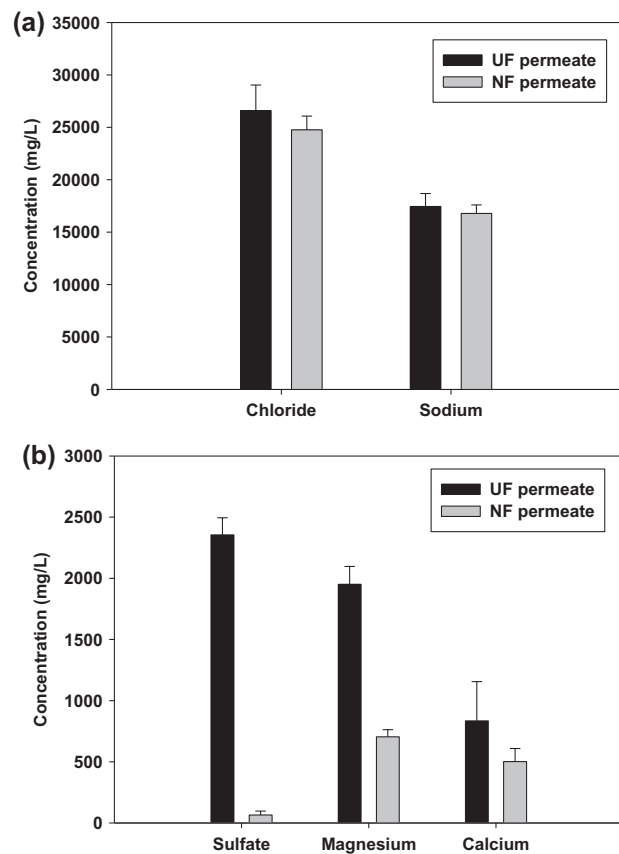 (a)
35000
30000
25000
20000
15000
10000
5000
0
Concentration (mg/L)
UF permeate
NF permeate
Chloride Sodium
(b)
3000
2500
2000
1500
1000
500
0
Concentration (mg/L)
UF permeate
NF permeate
Sulfate Magnesium Calcium